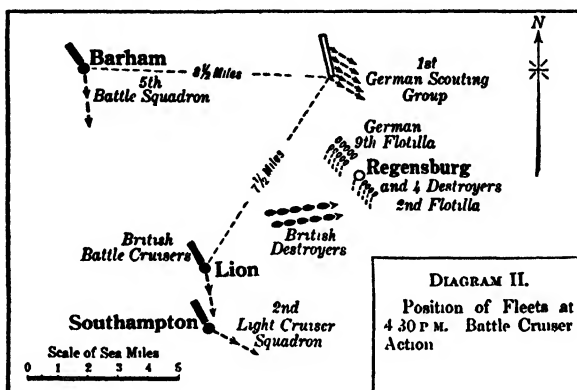 N
Barham
8½ Miles
5th
Battle Squadron
1st
German Scouting
Group
German
9th Flotilla
7½ Miles
Regensburg
and 4 Destroyers
2nd Flotilla
British
Destroyers
British
Battle Cruisers
Lion
2nd
Light Cruiser
Squadron
Southampton
Scale of Sea Miles
0 1 2 3 4 5
DIAGRAM II.
Position of Fleets at
4 30 P M. Battle Cruiser
Action